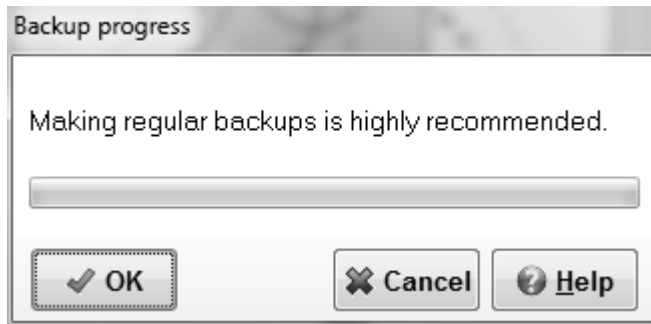 Backup progress
Making regular backups is highly recommended.
OK Cancel Help